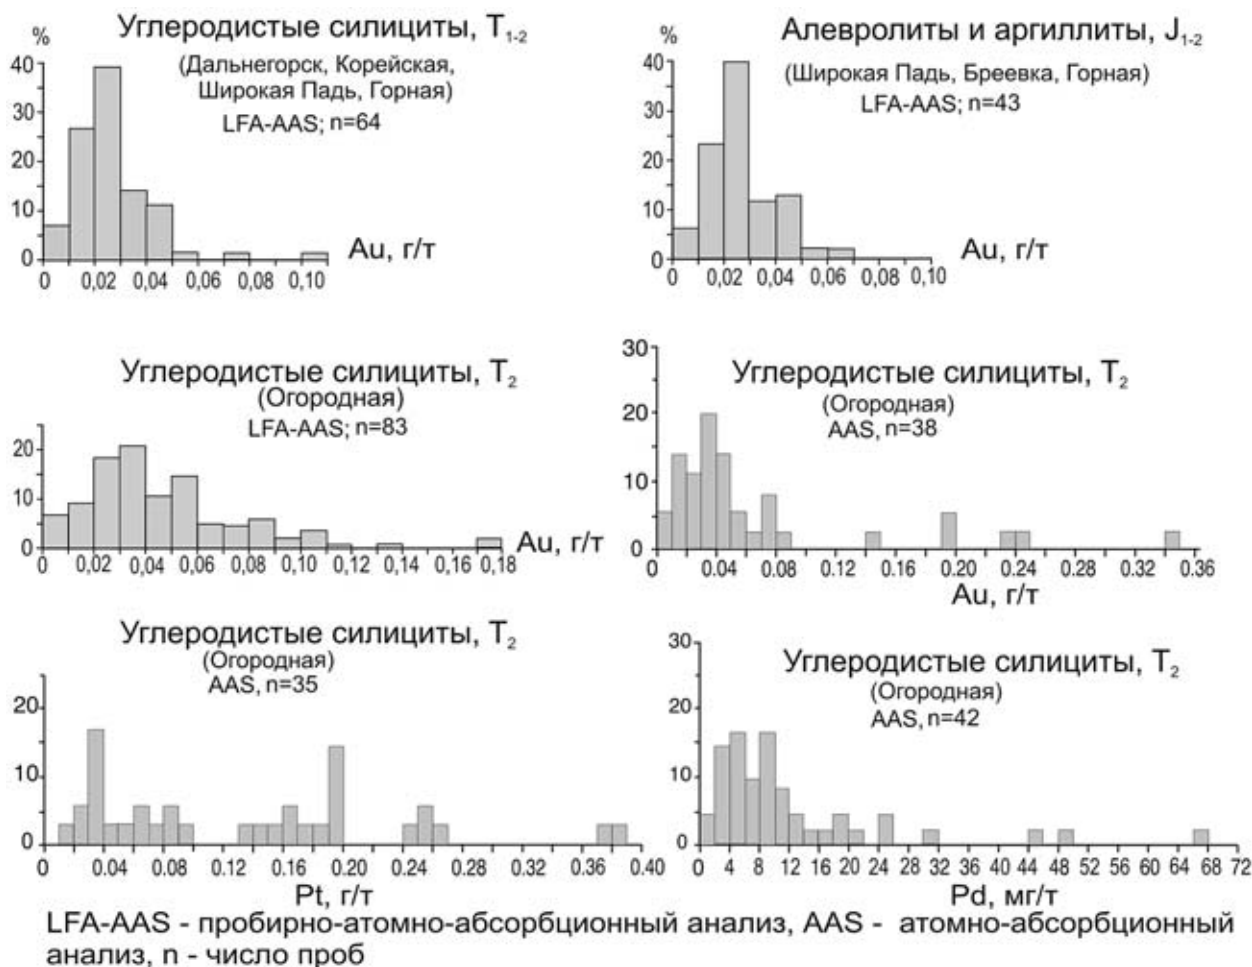 Углеродистые силициты, T1-2
(Дальнегорск, Корейская,
Широкая Падь, Горная)
LFA-AAS; n=64
%
40
30
20
10
0
0 0,02 0,04 0,06 0,08 0,10
Au, г/т
Алевролиты и аргиллиты, J1-2
(Широкая Падь, Бреевка, Горная)
LFA-AAS; n=43
%
40
30
20
10
0
0 0,02 0,04 0,06 0,10
Au, г/т
Углеродистые силициты, T2
(Огородная)
LFA-AAS; n=83
20
10
0
0 0,02 0,04 0,06 0,08 0,10 0,12 0,14 0,16 0,18
Au, г/т
Углеродистые силициты, T2
(Огородная)
AAS, n=38
30
20
10
0
0 0.04 0.08 0.12 0.16 0.20 0.24 0.28 0.32 0.36
Au, г/т
Углеродистые силициты, T2
(Огородная)
AAS, n=35
20
10
0
0 0.04 0.08 0.12 0.16 0.20 0.24 0.28 0.32 0.40
Pt, г/т
Углеродистые силициты, T2
(Огородная)
AAS, n=42
30
20
10
0
0 4 8 12 16 20 24 28 32 36 40 44 48 52 56 60 64 68 72
Pd, мг/т
LFA-AAS - пробирно-атомно-абсорбционный анализ, AAS - атомно-абсорбционный
анализ, n - число проб